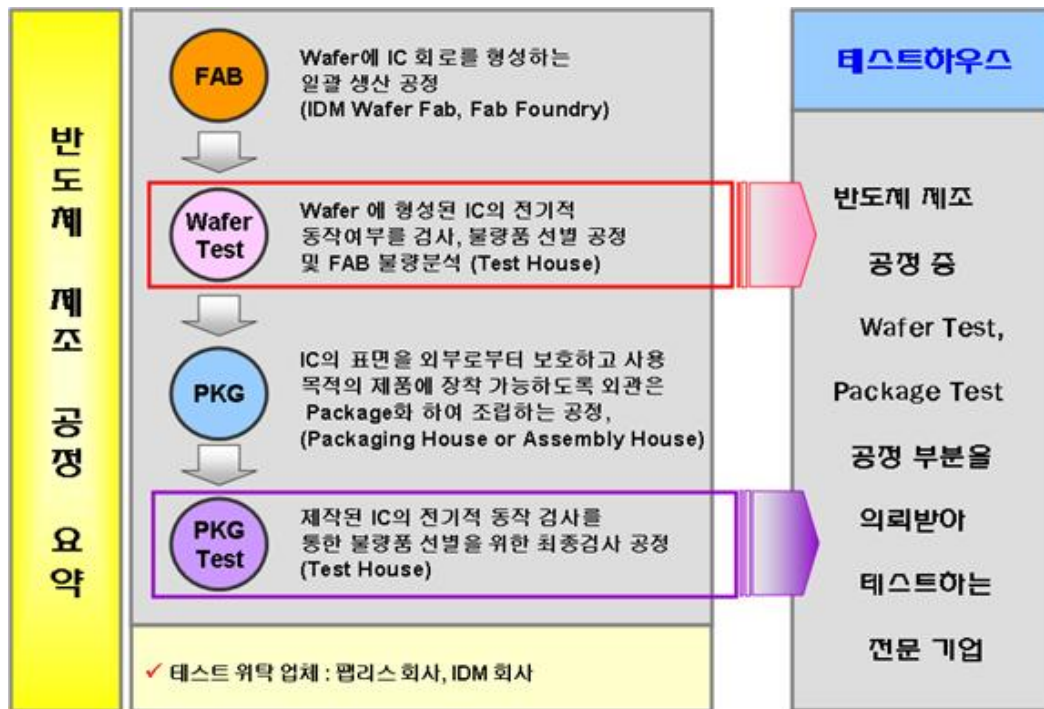 반도체 제조 공정 요약
FAB
Wafer에 IC 회로를 형성하는
일괄 생산 공정
(IDM Wafer Fab, Fab Foundry)
Wafer
Test
Wafer 에 형성된 IC의 전기적
동작여부를 검사, 불량품 선별 공정
및 FAB 불량분석 (Test House)
PKG
IC의 표면을 외부로부터 보호하고 사용
목적의 제품에 장착 가능하도록 외관은
Package화 하여 조립하는 공정,
(Packaging House or Assembly House)
PKG
Test
제작된 IC의 전기적 동작 검사를
통한 불량품 선별을 위한 최종검사 공정
(Test House)
✓ 테스트 위탁 업체 : 팹리스 회사, IDM 회사
테스트하우스
반도체 제조
공정 중
Wafer Test,
Package Test
공정 부분을
의뢰받아
테스트하는
전문 기업